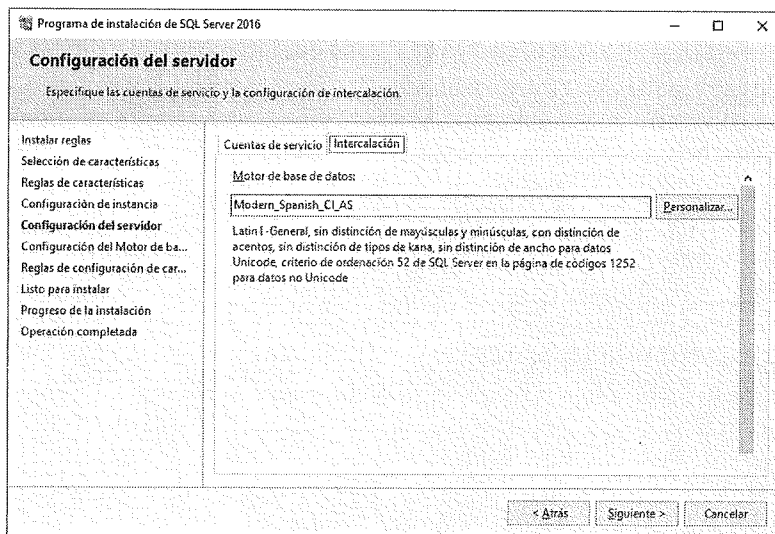 Programa de instalación de SQL Server 2016
Configuración del servidor
Especifique las cuentas de servicio y la configuración de intercalación.
Instalar reglas
Selección de características
Reglas de características
Configuración de instancia
Configuración del servidor
Configuración del Motor de ba...
Reglas de configuración de car...
Listo para instalar
Progreso de la instalación
Operación completada
Cuentas de servicio Intercalación
Motor de base de datos:
Modern_Spanish_CI_AS
Personalizar...
Latin I -General, sin distinción de mayúsculas y minúsculas, con distinción de
acentos, sin distinción de tipos de kana, sin distinción de ancho para datos
Unicode, criterio de ordenación 52 de SQL Server en la página de códigos 1252
para datos no Unicode
< Atrás Siguiente > Cancelar